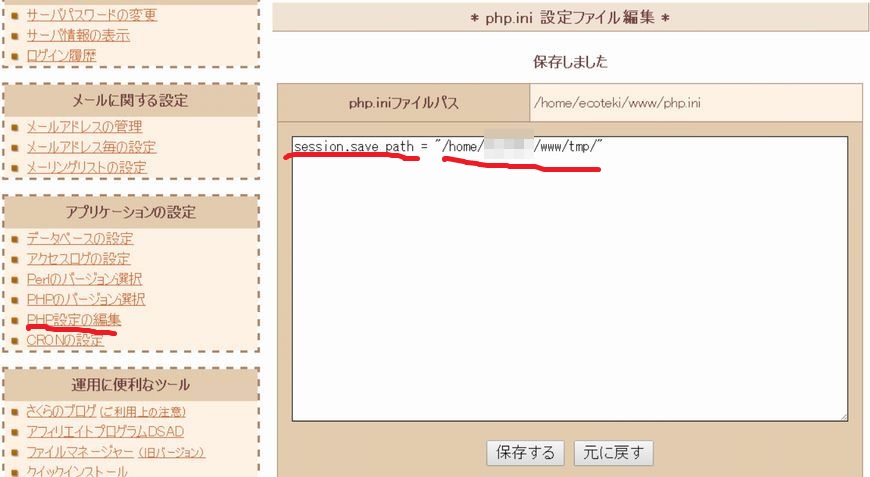 サーバパスワードの変更
サーバ情報の表示
ログイン履歴
メールに関する設定
メールアドレスの管理
メールアドレス毎の設定
メーリングリストの設定
アプリケーションの設定
データベースの設定
アクセスログの設定
Perlのバージョン選択
PHPのバージョン選択
PHP設定の編集
CRONの設定
運用に便利なツール
さくらのブログ (ご利用上の注意)
アフィリエイトプログラムDSAD
ファイルマネージャー (旧バージョン)
クイックインストール
* php.ini 設定ファイル編集 *
保存しました
php.iniファイルパス
/home/ecoteki/www/php.ini
session.save_path = "/home/ /www/tmp/"
保存する
元に戻す